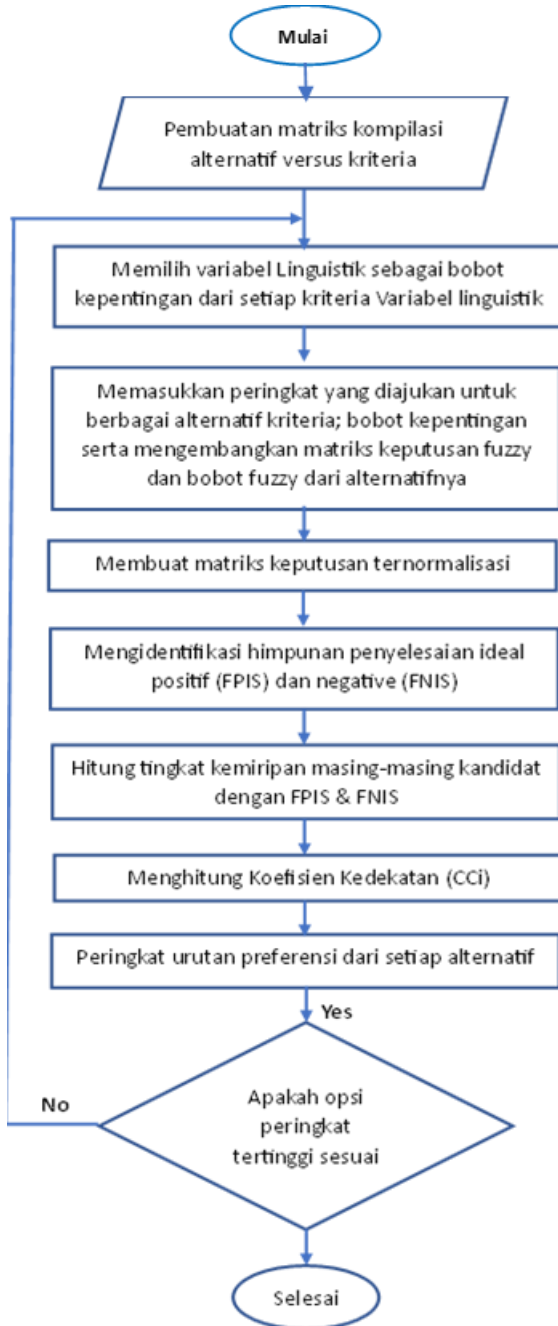 Mulai
Pembuatan matriks kompilasi
alternatif versus kriteria
Memilih variabel Linguistik sebagai bobot
kepentingan dari setiap kriteria Variabel linguistik
Memasukkan peringkat yang diajukan untuk
berbagai alternatif kriteria; bobot kepentingan
serta mengembangkan matriks keputusan fuzzy
dan bobot fuzzy dari alternatifnya
Membuat matriks keputusan ternormalisasi
Mengidentifikasi himpunan penyelesaian ideal
positif (FPIS) dan negative (FNIS)
Hitung tingkat kemiripan masing-masing kandidat
dengan FPIS & FNIS
Menghitung Koefisien Kedekatan (CCi)
Peringkat urutan preferensi dari setiap alternatif
Yes
No
Apakah opsi
peringkat
tertinggi sesuai
Selesai